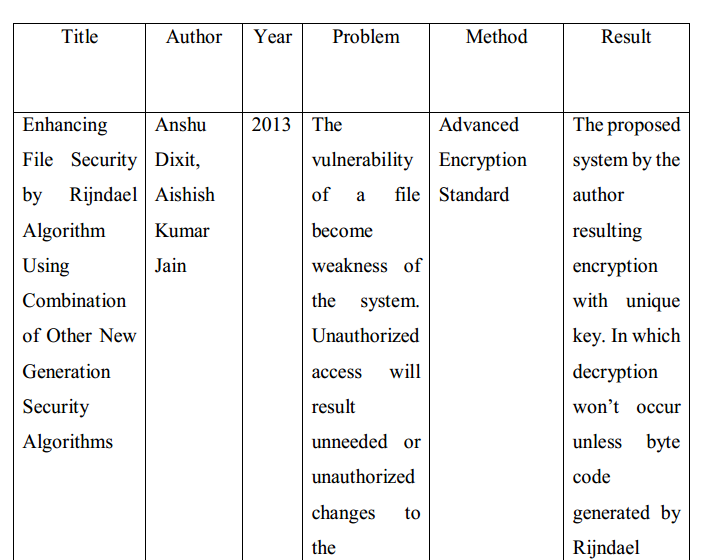 Title Author Year Problem Method Result
Enhancing
File Security
by Rijndael
Algorithm
Using
Combination
of Other New
Generation
Security
Algorithms
Anshu
Dixit,
Aishish
Kumar
Jain
2013
The
vulnerability
of a file
become
weakness of
the system.
Unauthorized
access will
result
unneeded or
unauthorized
changes to
the
Advanced
Encryption
Standard
The proposed
system by the
author
resulting
encryption
with unique
key. In which
decryption
won't occur
unless byte
code
generated by
Rijndael